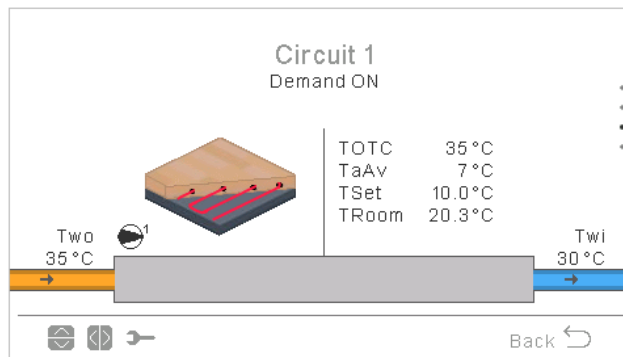 Circuit 1
Demand ON
TOTC 35°C
TaAv 7°C
TSet 10.0°C
TRoom 20.3°C
Two
35°C
1
Twi
30°C
Back